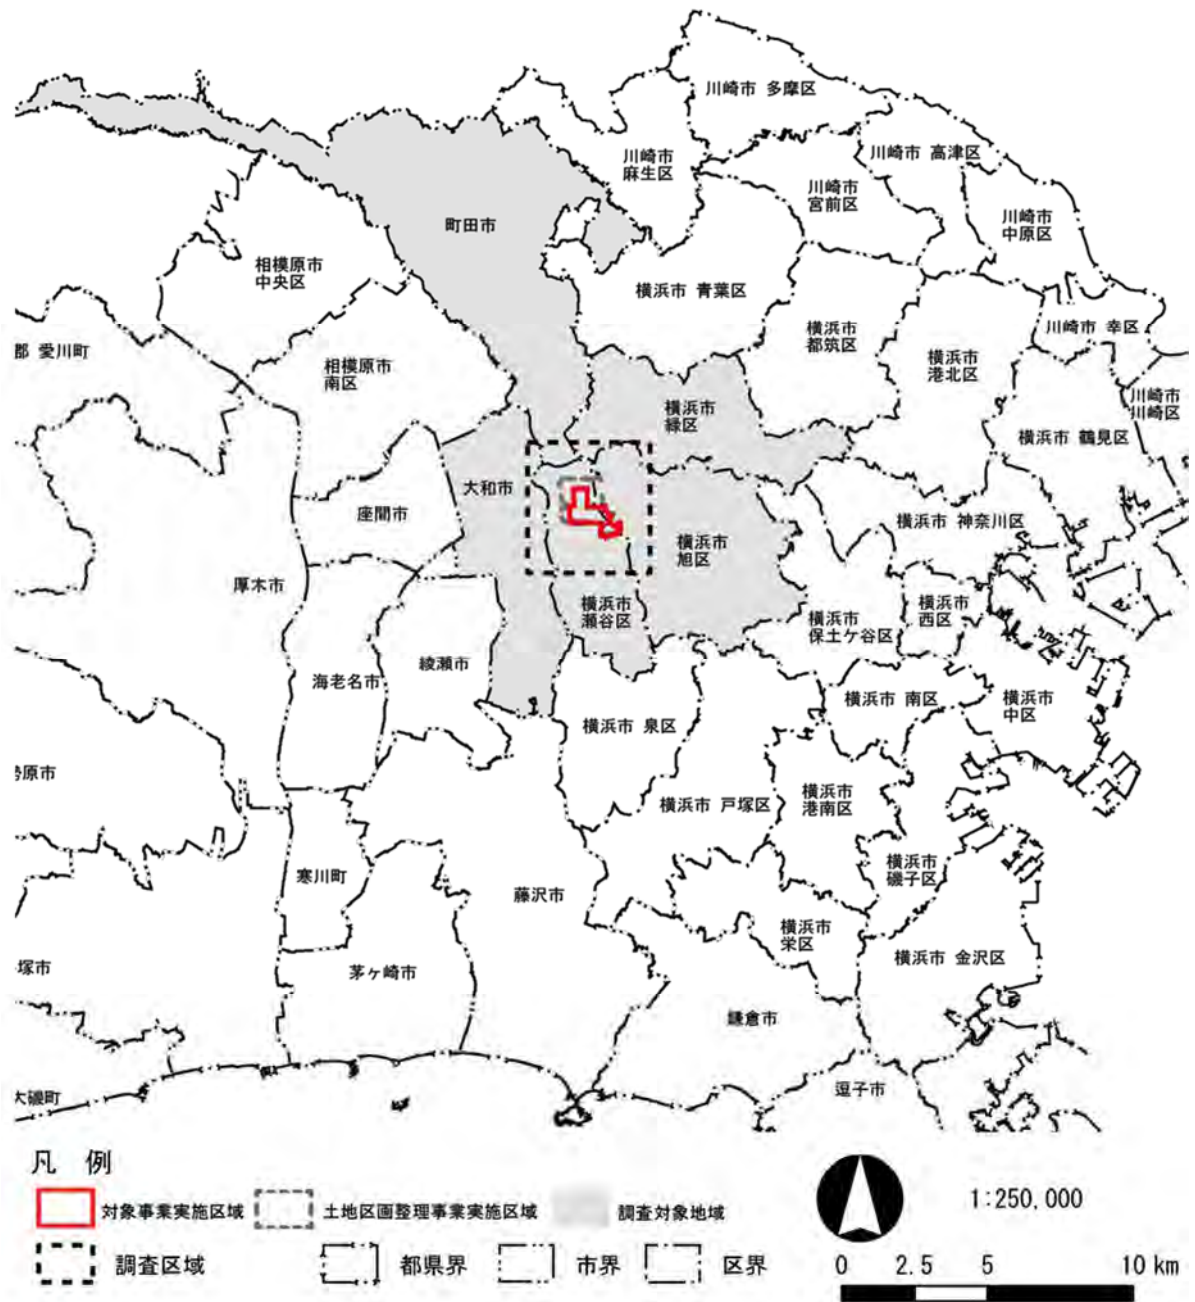 川崎市 多摩区
川崎市 高津区
川崎市
麻生区
川崎市
宮前区
川崎市
中原区
町田市
相模原市
中央区
横浜市 青葉区
川崎市 幸区
横浜市
都筑区
郡 愛川町
相模原市
南区
横浜市
港北区
川崎市
川崎区
横浜市
緑区
横浜市 鶴見区
大和市
座間市
横浜市 神奈川区
横浜市
旭区
厚木市
横浜市
瀬谷区
横浜市
保土ケ谷区
横浜市
西区
綾瀬市
海老名市
横浜市 南区
横浜市
中区
横浜市 泉区
勢原市
横浜市 戸塚区
横浜市
港南区
横浜市
磯子区
寒川町
藤沢市
横浜市
栄区
横浜市 金沢区
塚市
茅ヶ崎市
鎌倉市
逗子市
大磯町
凡 例
対象事業実施区域
土地区画整理事業実施区域
調査対象地域
調査区域
都県界
市界
区界
1:250,000
0 2.5 5 10 km